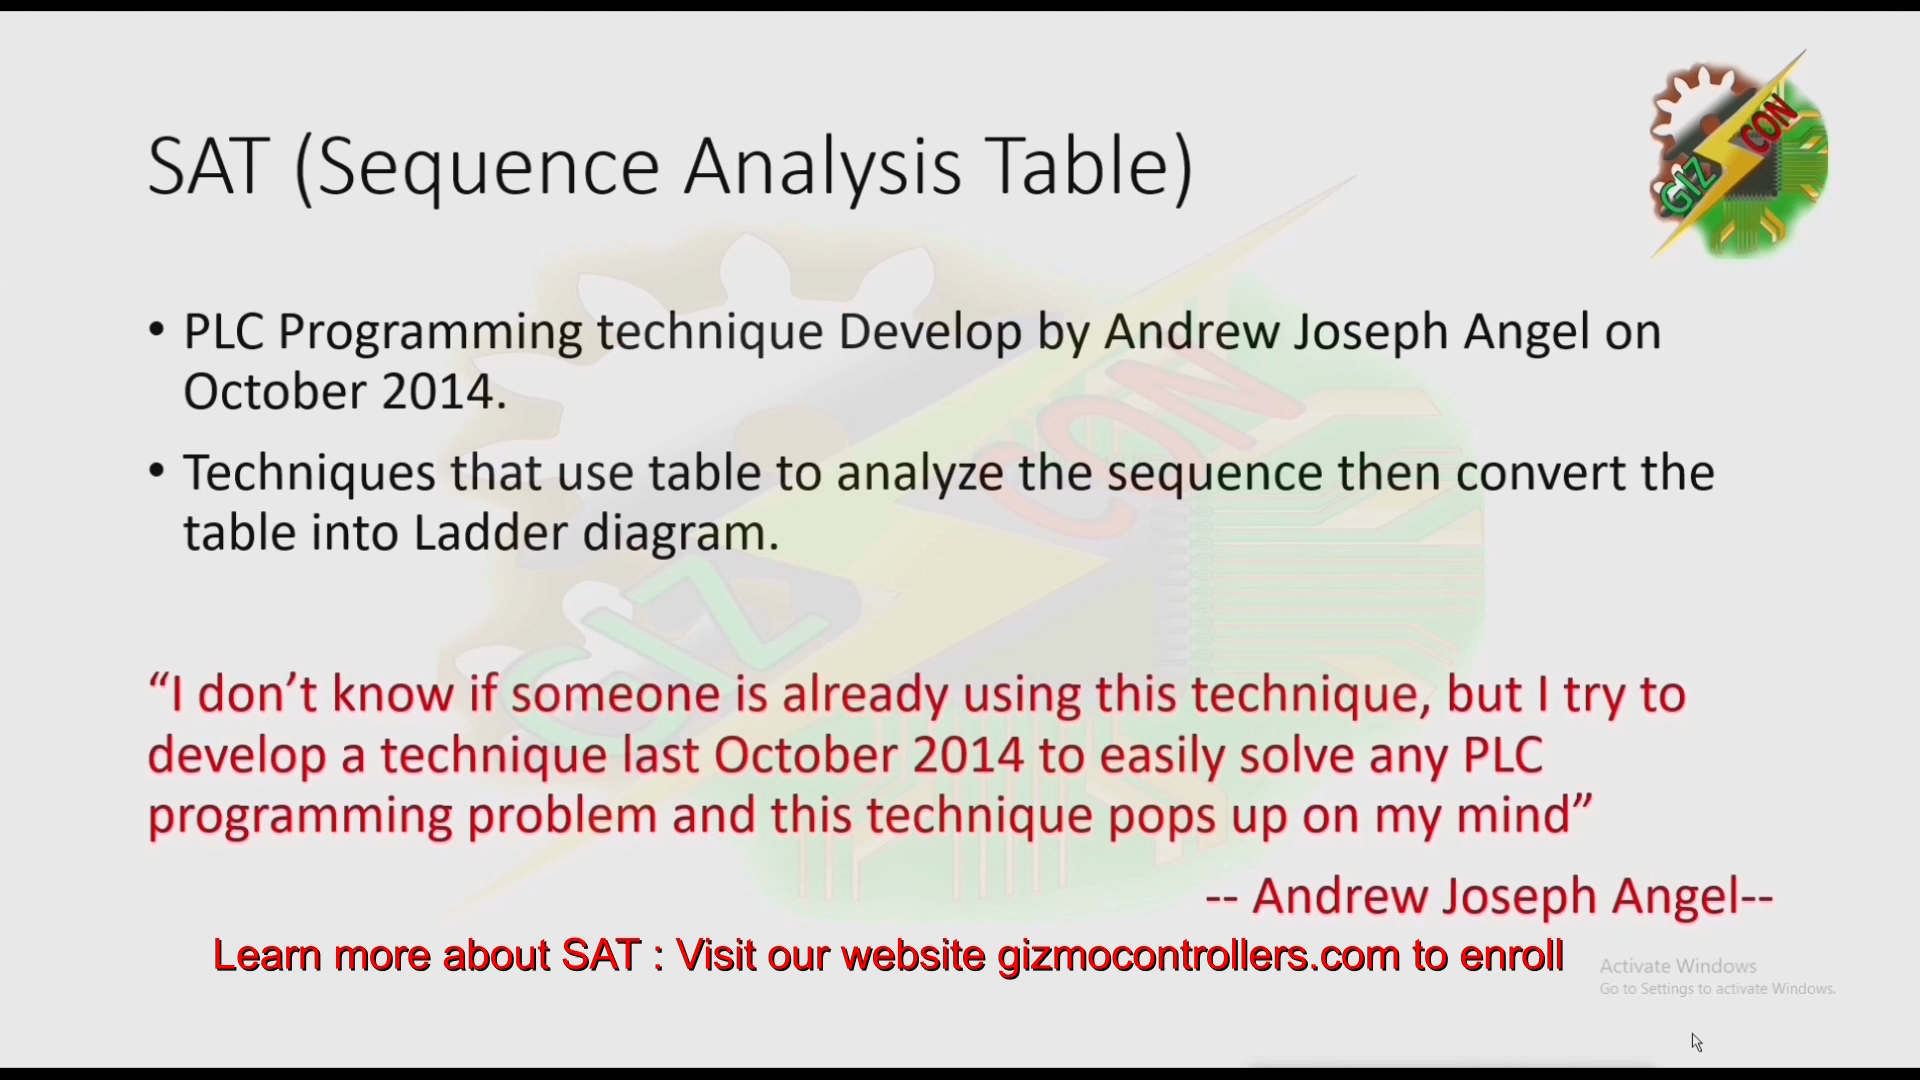 SAT (Sequence Analysis Table)
GIZ
CON
• PLC Programming technique Develop by Andrew Joseph Angel on
October 2014.
• Techniques that use table to analyze the sequence then convert the
table into Ladder diagram.
GIZ
CON
“I don’t know if someone is already using this technique, but I try to
develop a technique last October 2014 to easily solve any PLC
programming problem and this technique pops up on my mind”
-- Andrew Joseph Angel--
Learn more about SAT : Visit our website gizmocontrollers.com to enroll
Activate Windows
Go to Settings to activate Windows.